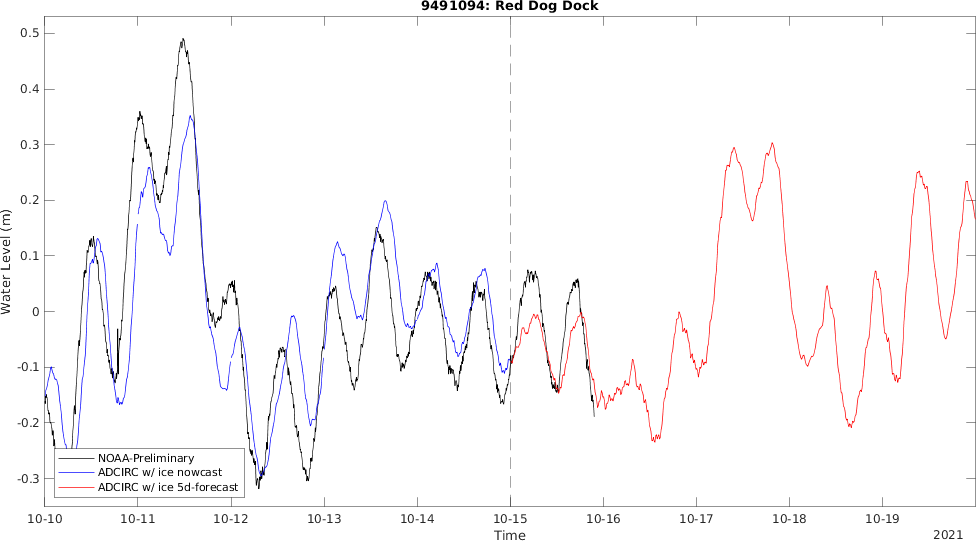 9491094: Red Dog Dock
Water Level (m)
0.5
0.4
0.3
0.2
0.1
0
-0.1
-0.2
-0.3
NOAA-Preliminary
ADCIRC w/ ice nowcast
ADCIRC w/ ice 5d-forecast
10-10 10-11 10-12 10-13 10-14 10-15 10-16 10-17 10-18 10-19
Time
2021